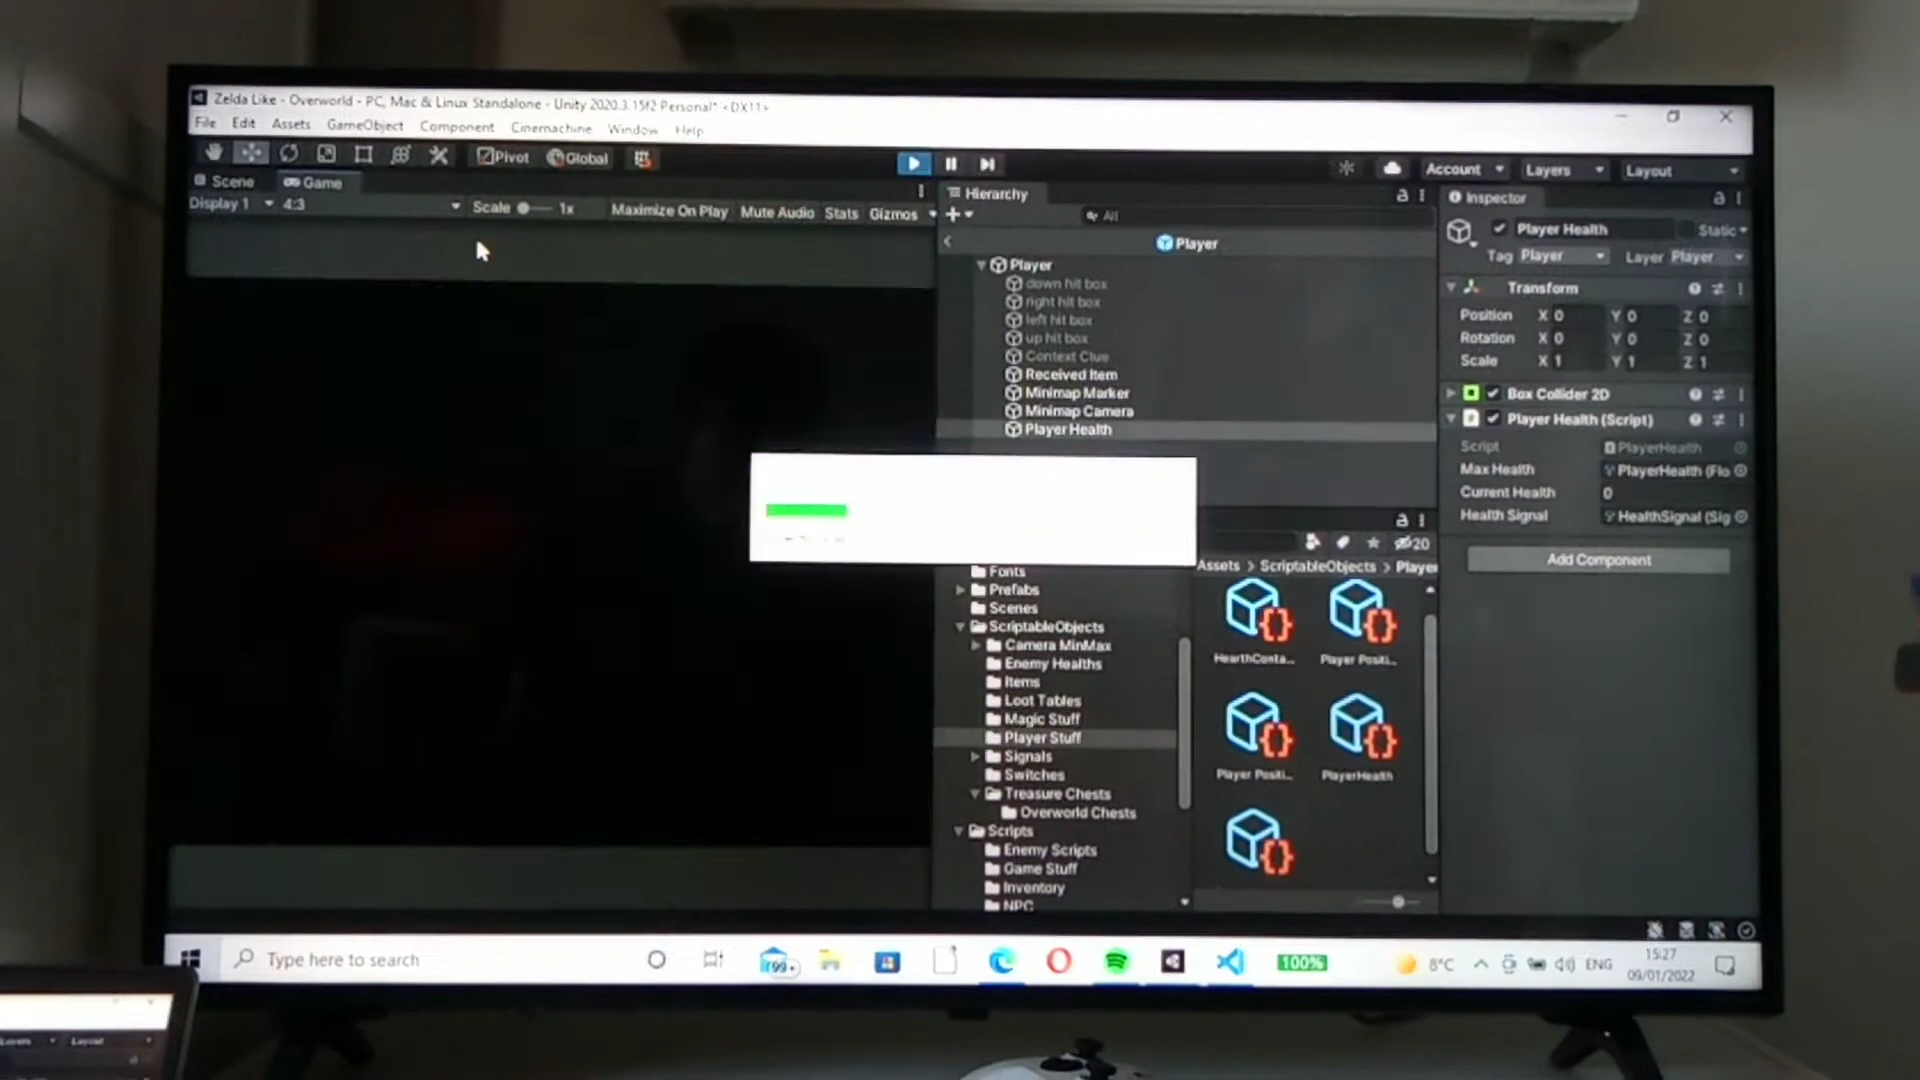 Zelda Like - Overworld - PC, Mac & Linux Standalone - Unity 2020.3.15f2 Personal* <DX11>
File Edit Assets GameObject Component Cinemachine Window Help
Pivot Global
Account Layers Layout
Scene Game
Display 1 4:3 Scale 1x Maximize On Play Mute Audio Stats Gizmos
Hierarchy
All
Player
Player
down hit box
right hit box
left hit box
up hit box
Context Clue
Received Item
Minimap Marker
Minimap Camera
Player Health
Inspector
Player Health Static
Tag Player Layer Player
Transform
Position X 0 Y 0 Z 0
Rotation X 0 Y 0 Z 0
Scale X 1 Y 1 Z 1
Box Collider 2D
Player Health (Script)
Script PlayerHealth
Max Health PlayerHealth (Flo
Current Health 0
Health Signal HealthSignal (Sig
Add Component
20
Fonts
Prefabs
Scenes
ScriptableObjects
Camera MinMax
Enemy Healths
Items
Loot Tables
Magic Stuff
Player Stuff
Signals
Switches
Treasure Chests
Overworld Chests
Scripts
Enemy Scripts
Game Stuff
Inventory
NPC
Assets > ScriptableObjects > Player
HearthConta... Player Positi...
Player Positi... PlayerHealth
Type here to search
99+
100%
8°C
ENG
15:27
09/01/2022
Layers Layout